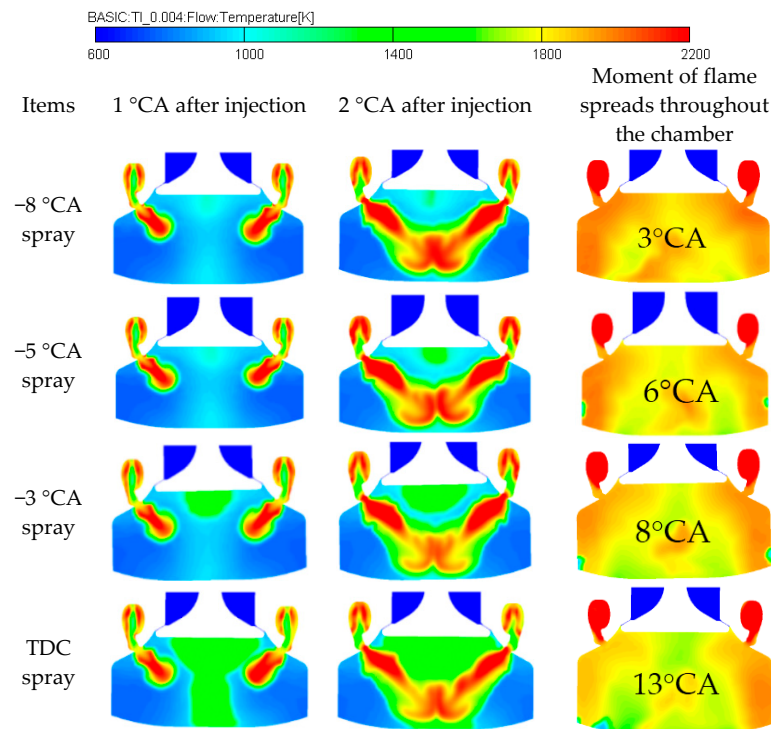 BASIC:TI_0.004:Flow:Temperature[K]
600 1000 1400 1800 2200
Items 1 °CA after injection 2 °CA after injection Moment of flame
spreads throughout
the chamber
−8 °CA
spray
3°CA
−5 °CA
spray
6°CA
−3 °CA
spray
8°CA
TDC
spray
13°CA